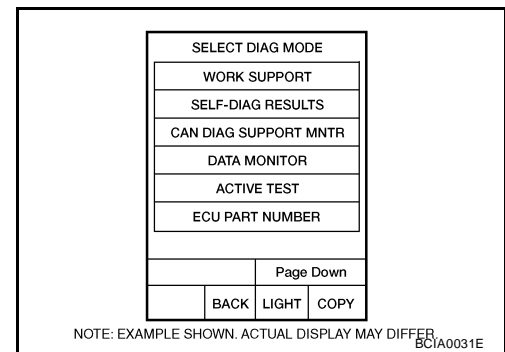 SELECT DIAG MODE
WORK SUPPORT
SELF-DIAG RESULTS
CAN DIAG SUPPORT MNTR
DATA MONITOR
ACTIVE TEST
ECU PART NUMBER
Page Down
BACK LIGHT COPY
NOTE: EXAMPLE SHOWN. ACTUAL DISPLAY MAY DIFFER.
BCIA0031E